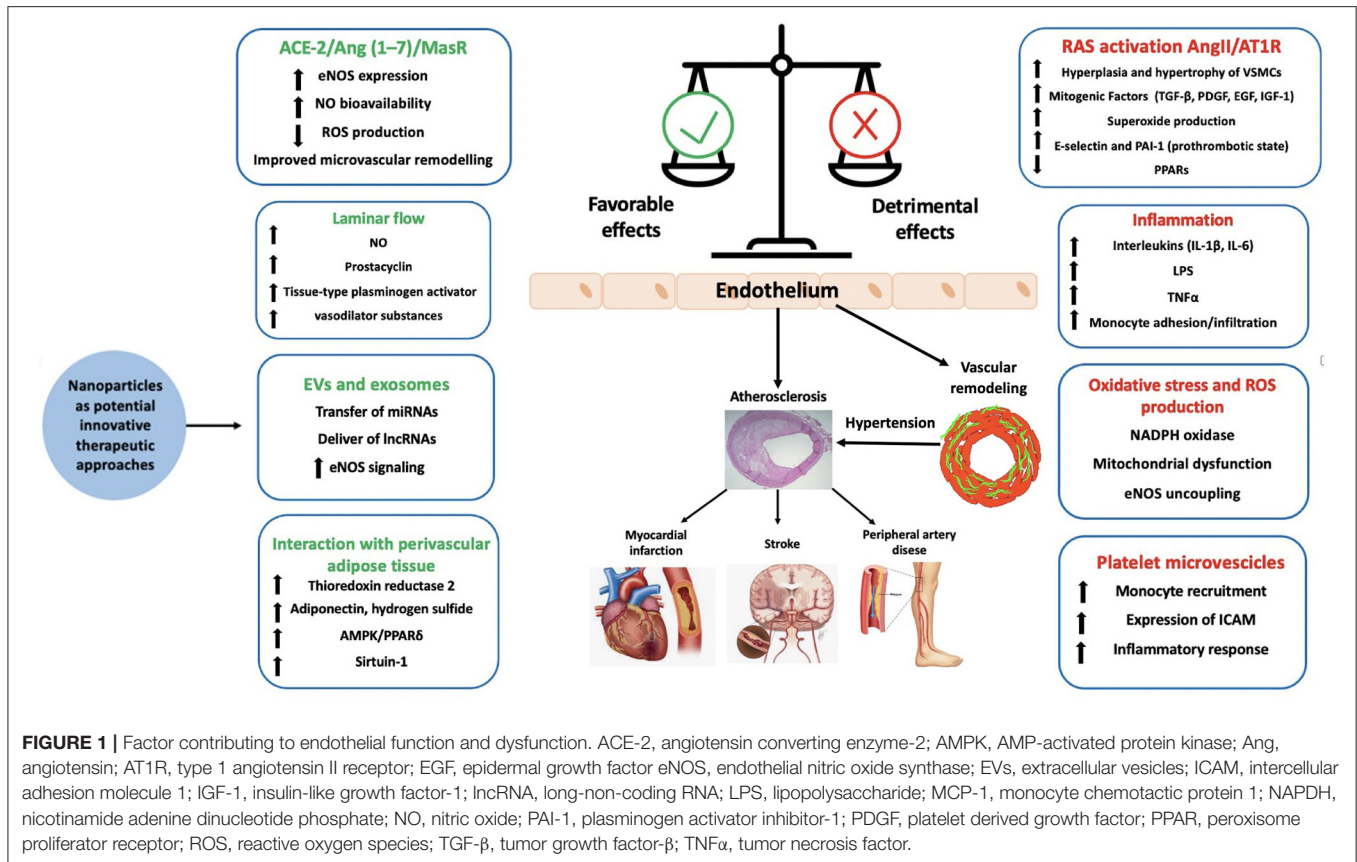 ACE-2/Ang (1–7)/MasR
eNOS expression
NO bioavailability
ROS production
Improved microvascular remodelling
Laminar flow
NO
Prostacyclin
Tissue-type plasminogen activator
vasodilator substances
Nanoparticles
as potential
innovative
therapeutic
approaches
EVs and exosomes
Transfer of miRNAs
Deliver of lncRNAs
eNOS signaling
Interaction with perivascular
adipose tissue
Thioredoxin reductase 2
Adiponectin, hydrogen sulfide
AMPK/PPARδ
Sirtuin-1
Favorable
effects
Detrimental
effects
Endothelium
Atherosclerosis
Vascular
remodeling
Hypertension
Myocardial
infarction
Stroke
Peripheral artery
disese
RAS activation AngII/AT1R
Hyperplasia and hypertrophy of VSMCs
Mitogenic Factors (TGF-β, PDGF, EGF, IGF-1)
Superoxide production
E-selectin and PAI-1 (prothrombotic state)
PPARs
Inflammation
Interleukins (IL-1β, IL-6)
LPS
TNFα
Monocyte adhesion/infiltration
Oxidative stress and ROS
production
NADPH oxidase
Mitochondrial dysfunction
eNOS uncoupling
Platelet microvescicles
Monocyte recruitment
Expression of ICAM
Inflammatory response
FIGURE 1 | Factor contributing to endothelial function and dysfunction. ACE-2, angiotensin converting enzyme-2; AMPK, AMP-activated protein kinase; Ang,
angiotensin; AT1R, type 1 angiotensin II receptor; EGF, epidermal growth factor eNOS, endothelial nitric oxide synthase; EVs, extracellular vesicles; ICAM, intercellular
adhesion molecule 1; IGF-1, insulin-like growth factor-1; lncRNA, long-non-coding RNA; LPS, lipopolysaccharide; MCP-1, monocyte chemotactic protein 1; NAPDH,
nicotinamide adenine dinucleotide phosphate; NO, nitric oxide; PAI-1, plasminogen activator inhibitor-1; PDGF, platelet derived growth factor; PPAR, peroxisome
proliferator receptor; ROS, reactive oxygen species; TGF-β, tumor growth factor-β; TNFα, tumor necrosis factor.